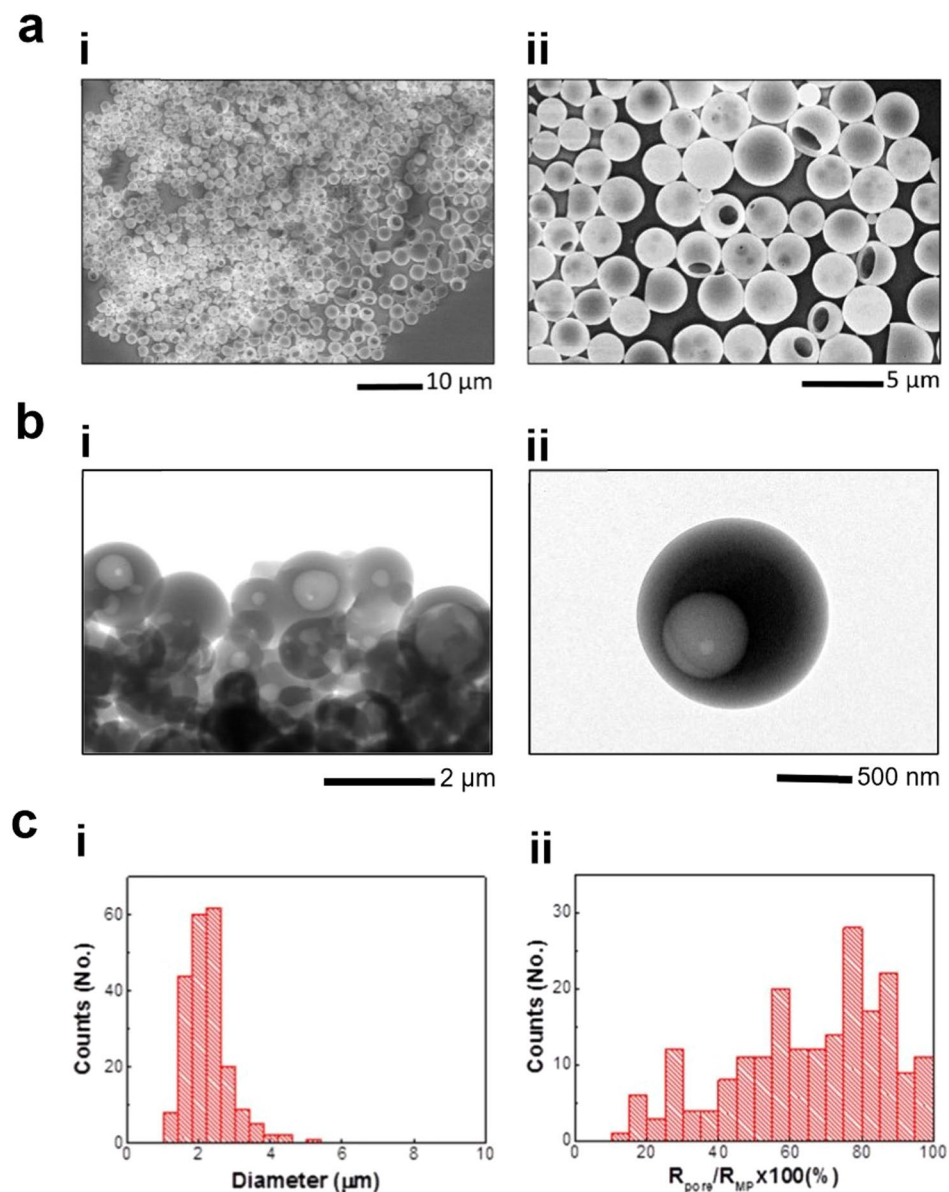 a
i
ii
10 μm
5 μm
b
i
ii
2 μm
500 nm
c
i
ii
60
40
20
0
Counts (No.)
0 2 4 6 8 10
Diameter (μm)
30
20
10
0
Counts (No.)
0 20 40 60 80 100
R_pore/R_MP x100(%)